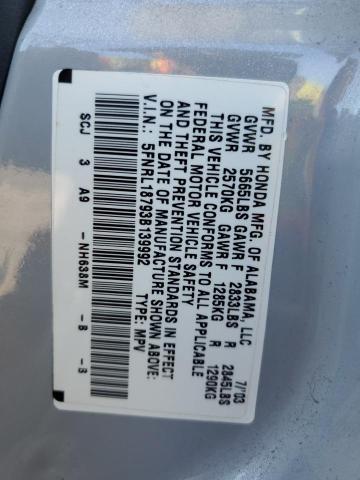 MFD. BY HONDA MFG. OF ALABAMA, LLC 7/'03
GVWR 5665LBS GAWR F 2833LBS R 2845LBS
GVWR 2570KG GAWR F 1285KG R 1290KG
THIS VEHICLE CONFORMS TO ALL APPLICABLE
FEDERAL MOTOR VEHICLE SAFETY
AND THEFT PREVENTION STANDARDS IN EFFECT
ON THE DATE OF MANUFACTURE SHOWN ABOVE:
V.I.N.: 5FNRL18793B139992 TYPE: MPV
SCJ 3 A9 -NH638M -B -B